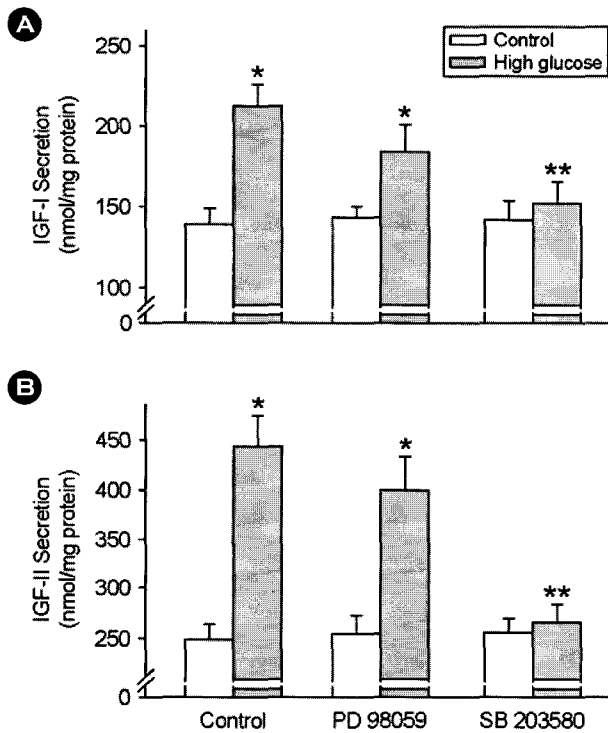 A
Control
High glucose
250
200
150
100
0
IGF-I Secretion
(nmol/mg protein)
*
*
**
B
450
400
350
300
250
0
IGF-II Secretion
(nmol/mg protein)
*
*
**
Control PD 98059 SB 203580